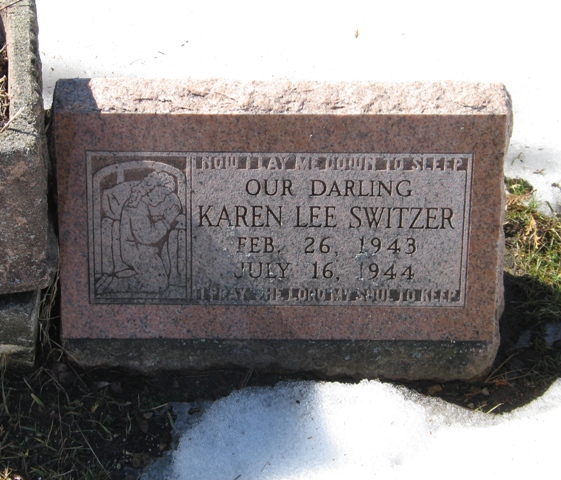 NOW I LAY ME DOWN TO SLEEP
OUR DARLING
KAREN LEE SWITZER
FEB. 26, 1943
JULY 16, 1944
I PRAY THE LORD MY SOUL TO KEEP